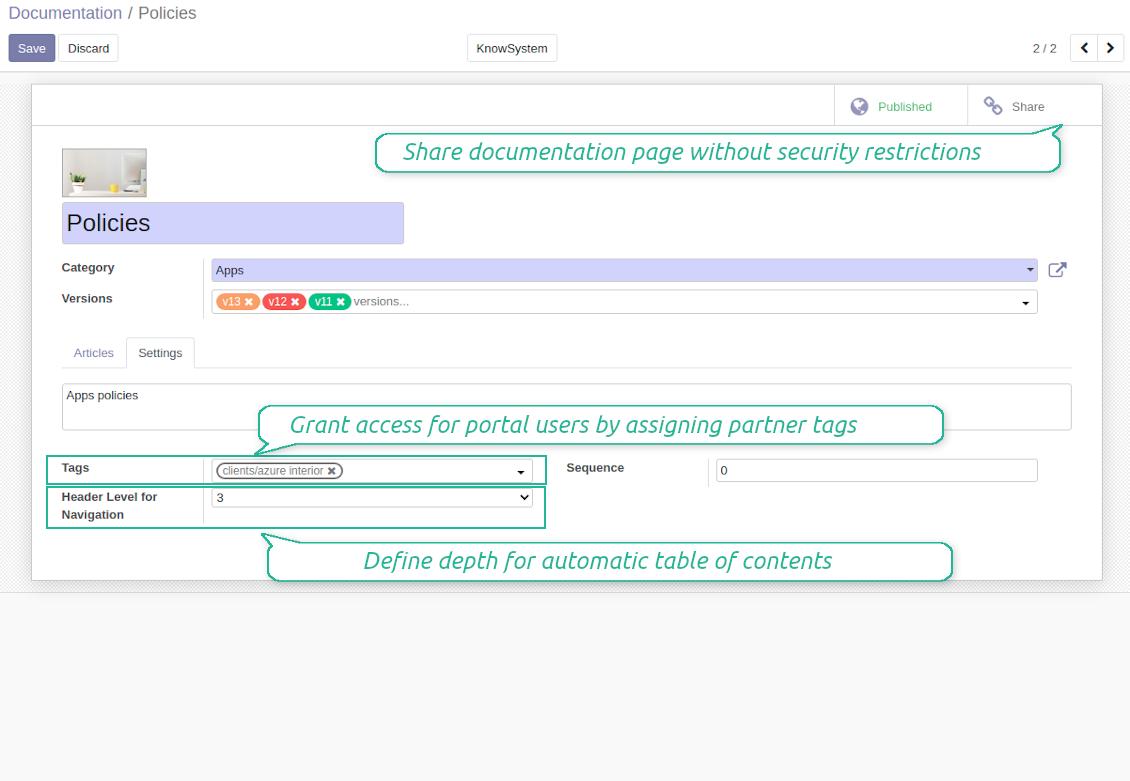 Documentation / Policies
Save Discard KnowSystem 2 / 2
Published Share
Share documentation page without security restrictions
Policies
Category Apps
Versions v13 ✖ v12 ✖ v11 ✖ versions...
Articles Settings
Apps policies
Grant access for portal users by assigning partner tags
Tags clients/azure interior ✖ Sequence 0
Header Level for 3
Navigation
Define depth for automatic table of contents